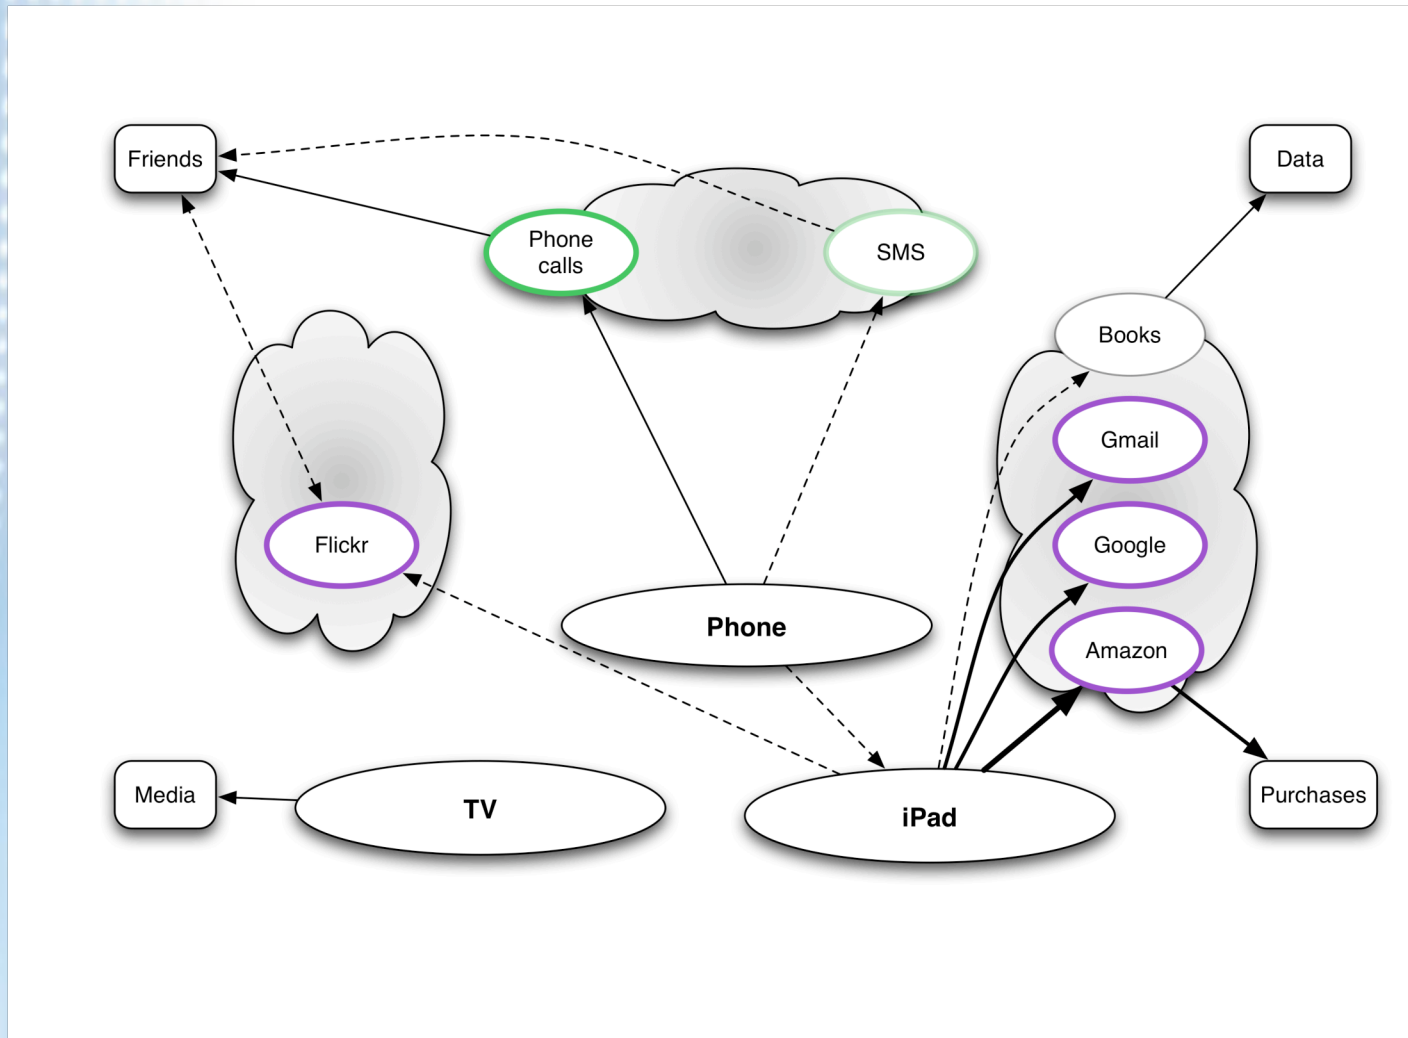 Friends
Data
Phone
calls
SMS
Books
Gmail
Flickr
Google
Phone
Amazon
Media
TV
iPad
Purchases